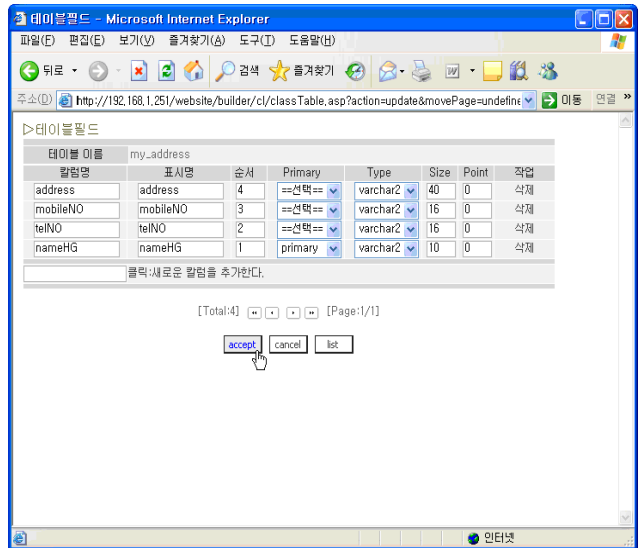 테이블필드 - Microsoft Internet Explorer
파일(F) 편집(E) 보기(V) 즐겨찾기(A) 도구(T) 도움말(H)
뒤로 검색 즐겨찾기
주소(D) http://192,168,1,251/website/builder/cl/classTable,asp?action=update&movePage=undefine 이동 연결 »
▷테이블필드
테이블 이름 my_address
칼럼명 표시명 순서 Primary Type Size Point 작업
address address 4 ==선택== varchar2 40 0 삭제
mobileNO mobileNO 3 ==선택== varchar2 16 0 삭제
telNO telNO 2 ==선택== varchar2 16 0 삭제
nameHG nameHG 1 primary varchar2 10 0 삭제
클릭:새로운 칼럼을 추가한다.
[Total:4] [Page:1/1]
accept cancel list
인터넷